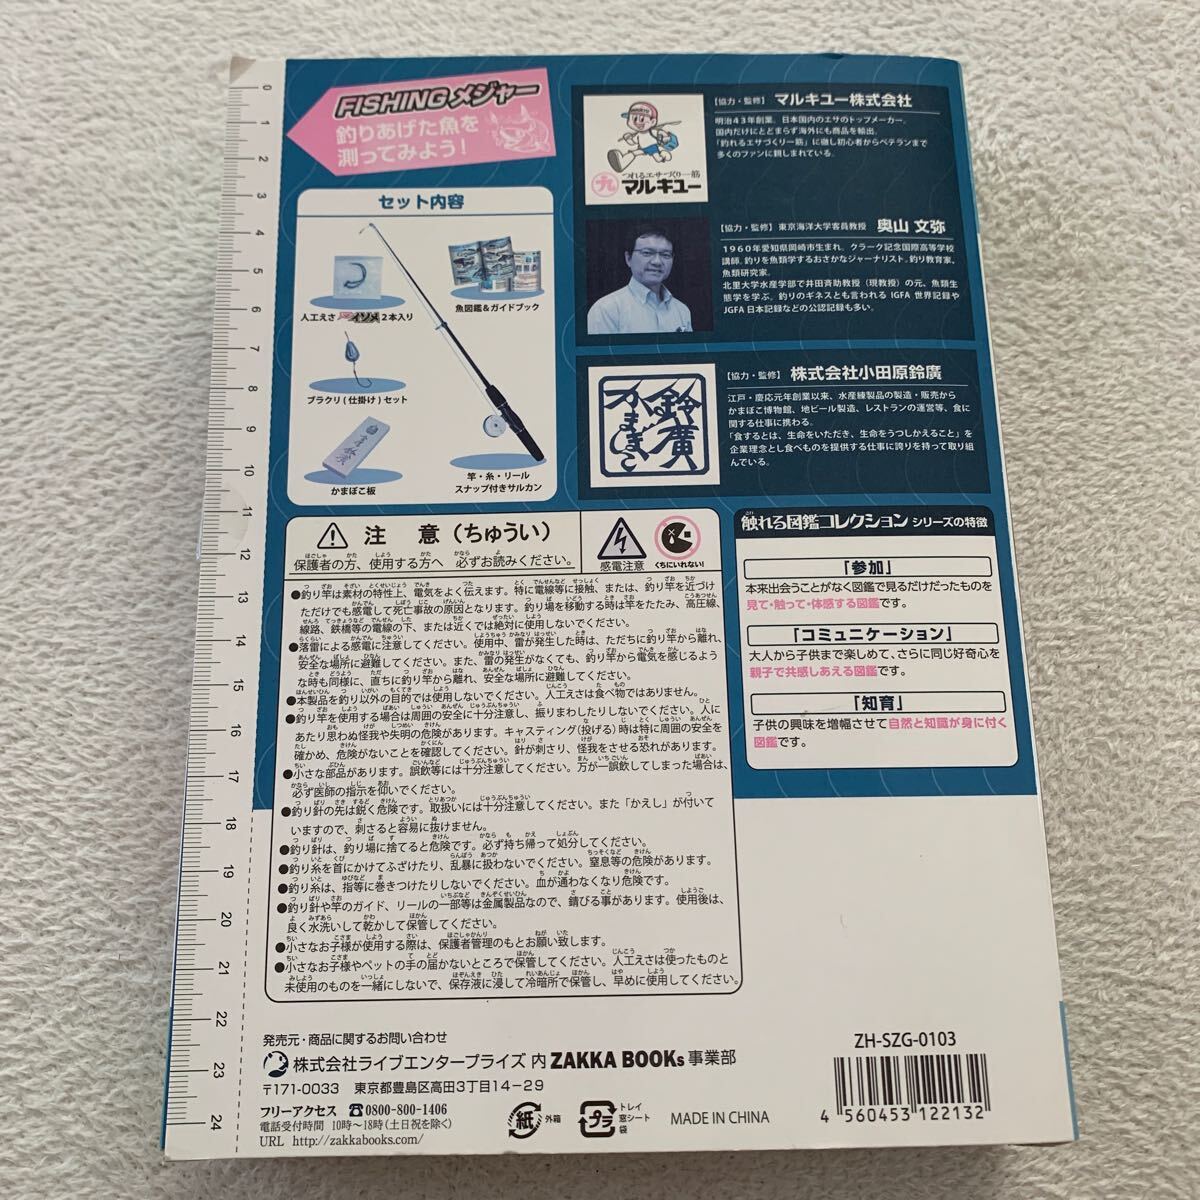 FISHINGメジャー
釣りあげた魚を
測ってみよう！
0
1
2
3
4
5
6
7
8
9
10
11
12
13
14
15
16
17
18
19
20
21
22
23
24
セット内容
人工えさ イソメ 2本入り
魚図鑑＆ガイドブック
ブラクリ(仕掛け)セット
かまぼこ板
竿・糸・リール
スナップ付きサルカン
つれるエサづくり一筋
マルキユー
【協力・監修】マルキユー株式会社
明治43年創業。日本国内のエサのトップメーカー。
国内だけにとどまらず海外にも商品を輸出。
「釣れるエサづくり一筋」に徹し初心者からベテランまで
多くのファンに親しまれている。
【協力・監修】東京海洋大学客員教授 奥山 文弥
1960年愛知県岡崎市生まれ、クラーク記念国際高等学校
講師。釣りを魚類学するおさかなジャーナリスト。釣り教育家、
魚類研究家。
北里大学水産学部で井田斉助教授（現教授）の元、魚類生
態学を学ぶ。釣りのギネスとも言われる IGFA 世界記録や
JGFA 日本記録などの公認記録も多い。
鈴廣
かまぼこ
【協力・監修】株式会社小田原鈴廣
江戸・慶応元年創業以来、水産練製品の製造・販売から
かまぼこ博物館、地ビール製造、レストランの運営等、食に
関する仕事に携わる。
「食するとは、生命をいただき、生命をうつしかえること」を
企業理念とし食べものを提供する仕事に誇りを持って取り組
んでいる。
注 意（ちゅうい）
保護者の方、使用する方へ 必ずお読みください。
感電注意
くちにいれない!
●釣り竿は素材の特性上、電気をよく伝えます。特に電線等に接触、または、釣り竿を近づけ
ただけでも感電して死亡事故の原因となります。釣り場を移動する時は竿をたたみ、高圧線、
線路、鉄橋等の電線の下、または近くでは絶対に使用しないでください。
●落雷による感電に注意してください。使用中、雷が発生した時は、ただちに釣り竿から離れ、
安全な場所に避難してください。また、雷の発生がなくても、釣り竿から電気を感じるよう
な時も同様に、直ちに釣り竿から離れ、安全な場所に避難してください。
●本製品を釣り以外の目的では使用しないでください。人工えさは食べ物ではありません。
●釣り竿を使用する場合は周囲の安全に十分注意し、振りまわしたりしないでください。人に
あたり思わぬ怪我や失明の危険があります。キャスティング(投げる)時は特に周囲の安全を
確かめ、危険がないことを確認してください。針が刺さり、怪我をさせる恐れがあります。
●小さな部品があります。誤飲等には十分注意してください。万が一誤飲してしまった場合は、
必ず医師の指示を仰いでください。
●釣り針の先は鋭く危険です。取扱いには十分注意してください。また「かえし」が付いて
いますので、刺さると容易に抜けません。
●釣り針は、釣り場に捨てると危険です。必ず持ち帰って処分してください。
●釣り糸を首にかけてふざけたり、乱暴に扱わないでください。窒息等の危険があります。
●釣り糸は、指等に巻きつけたりしないでください。血が通わなくなり危険です。
●釣り針や竿のガイド、リールの一部等は金属製品なので、錆びる事があります。使用後は、
良く水洗いして乾かして保管してください。
●小さなお子様が使用する際は、保護者管理のもとお願い致します。
●小さなお子様やペットの手の届かないところで保管してください。人工えさは使ったものと
未使用のものを一緒にしないで、保存液に浸して冷暗所で保管し、早めに使用してください。
触れる図鑑コレクション シリーズの特徴
「参加」
本来出会うことがなく図鑑で見るだけだったものを
見て・触って・体感する図鑑です。
「コミュニケーション」
大人から子供まで楽しめて、さらに同じ好奇心を
親子で共感しあえる図鑑です。
「知育」
子供の興味を増幅させて自然と知識が身に付く
図鑑です。
発売元・商品に関するお問い合わせ
株式会社ライブエンタープライズ 内 ZAKKA BOOKs 事業部
〒171-0033 東京都豊島区高田3丁目14-29
フリーアクセス 0800-800-1406
電話受付時間 10時～18時(土日祝を除く)
URL http://zakkabooks.com/
紙 外箱
プラ トレイ
窓シート
袋
MADE IN CHINA
ZH-SZG-0103
4 560453 122132